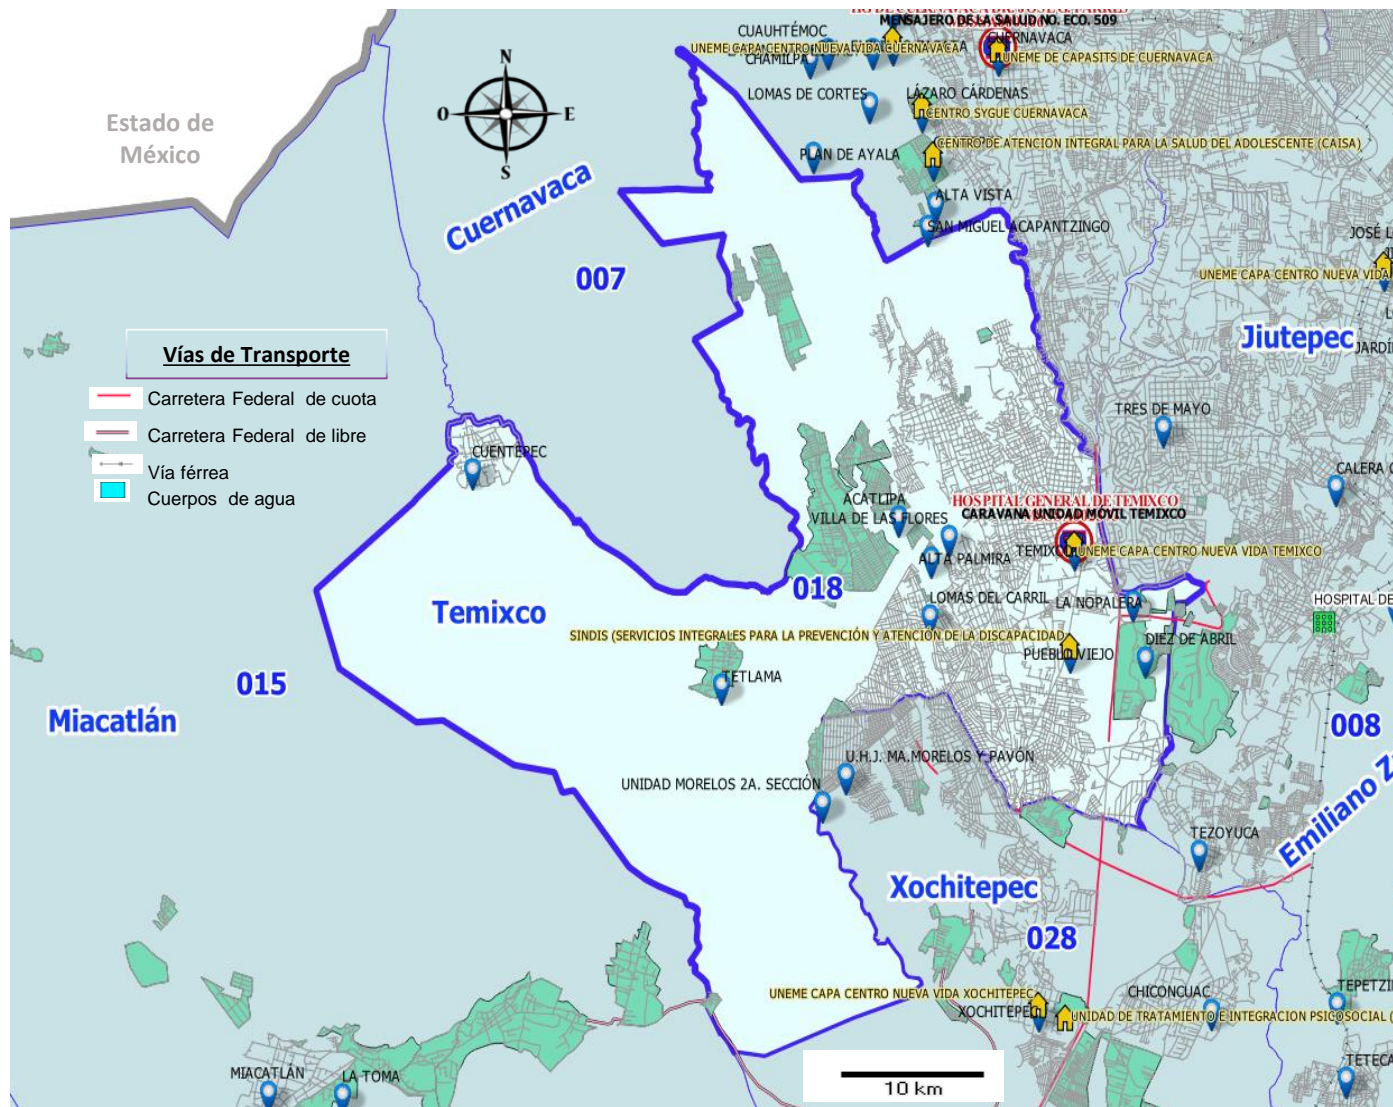 MENSAJERO DE LA SALUD NO. ECO. 509
CUAUHTÉMOC
CUERNAVACA
UNEME CAPA CENTRO NUEVA VIDA CUERNAVACA
UNEME DE CAPASITS DE CUERNAVACA
CHAMILPA
N
O
E
S
LOMAS DE CORTES
LÁZARO CÁRDENAS
CENTRO SYGUE CUERNAVACA
Estado de
México
CENTRO DE ATENCION INTEGRAL PARA LA SALUD DEL ADOLESCENTE (CAISA)
PLAN DE AYALA
ALTA VISTA
Cuernavaca
SAN MIGUEL ACAPANTZINGO
UNEME CAPA CENTRO NUEVA VIDA
007
Jiutepec
Vías de Transporte
Carretera Federal de cuota
Carretera Federal de libre
Vía férrea
Cuerpos de agua
TRES DE MAYO
CUENTEPEC
CALERA C
ACATLIPA
HOSPITAL GENERAL DE TEMIXCO
VILLA DE LAS FLORES
CARAVANA UNIDAD MÓVIL TEMIXCO
TEMIXCO
UNEME CAPA CENTRO NUEVA VIDA TEMIXCO
ALTA PALMIRA
018
LOMAS DEL CARRIL
LA NOPALERA
HOSPITAL DE
Temixco
SINDIS (SERVICIOS INTEGRALES PARA LA PREVENCIÓN Y ATENCION DE LA DISCAPACIDAD
DIEZ DE ABRIL
PUEBLO VIEJO
TETLAMA
015
Miacatlán
008
U.H.J. MA.MORELOS Y PAVÓN
UNIDAD MORELOS 2A. SECCIÓN
TEZOYUCA
Emiliano Z
Xochitepec
028
UNEME CAPA CENTRO NUEVA VIDA XOCHITEPEC
CHICONCUAC
TEPETZI
XOCHITEPEC
UNIDAD DE TRATAMIENTO E INTEGRACION PSICOSOCIAL (
MIACATLÁN
LA TOMA
TETECA
10 km